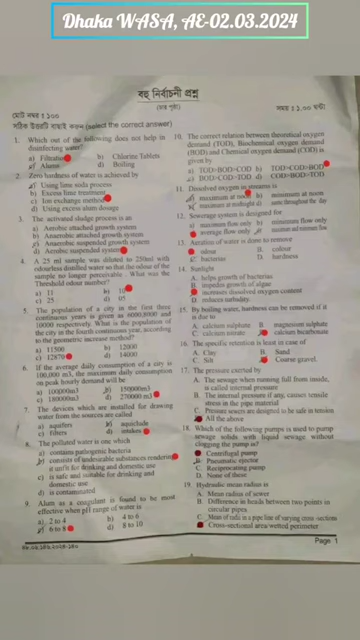 Dhaka WASA, AE-02.03.2024
বহু নির্বাচনী প্রশ্ন
(চার পৃষ্ঠা)
মোট নম্বর ঃ ১০০
সময় ঃ ১.০০ ঘন্টা
সঠিক উত্তরটি বাছাই করুন (select the correct answer)
1. Which out of the following does not help in
disinfecting water?
a) Filtration
b) Chlorine Tablets
c) Alums
d) Boiling
2. Zero hardness of water is achieved by
a) Using lime soda process
b) Excess lime treatment
c) Ion exchange method
d) Using excess alum dosage
3. The activated sludge process is an
a) Aerobic attached growth system
b) Anaerobic attached growth system
c) Anaerobic suspended growth system
d) Aerobic suspended system
4. A 25 ml sample was diluted to 250ml with
odourless distilled water so that the odour of the
sample no longer perceivable. What was the
Threshold odour number?
a) 11
b) 10
c) 25
d) 05
5. The population of a city in the first three
continuous years is given as 6000,8000 and
10000 respectively. What is the population of
the city in the fourth continuous year, according
to the geometric increase method?
a) 11500
b) 12000
c) 12870
d) 14000
6. If the average daily consumption of a city is
100,000 m3, the maximum daily consumption
on peak hourly demand will be
a) 100000m3
b) 150000m3
c) 180000m3
d) 270000 m3
7. The devices which are installed for drawing
water from the sources are called
a) aquifers
b) aquiclude
c) filters
d) intakes
8. The polluted water is one which
a) contains pathogenic bacteria
b) consists of undesirable substances rendering
it unfit for drinking and domestic use
c) is safe and suitable for drinking and
domestic use
d) is contaminated
9. Alum as a coagulant is found to be most
effective when pH range of water is
a) 2 to 4
b) 4 to 6
c) 6 to 8
d) 8 to 10
10. The correct relation between theoretical oxygen
demand (TOD), Biochemical oxygen demand
(BOD) and Chemical oxygen demand (COD) is
given by
a) TOD>BOD>COD b) TOD>COD>BOD
c) BOD>COD>TOD d) COD>BOD>TOD
11. Dissolved oxygen in streams is
a) maximum at noon b) minimum at noon
c) maximum at midnight d) same throughout the day
12. Sewerage system is designed for
a) maximum flow only b) minimum flow only
average flow only
13. Aeration of water is done to remove
odour B. colour
C. bacterias D. hardness
14. Sunlight
A. helps growth of bacterias
B. impedes growth of algae
increases dissolved oxygen content
D. reduces turbidity.
15. By boiling water, hardness can be removed if it
is due to
A. calcium sulphate B. magnesium sulphate
C. calcium nitrate calcium bicarbonate
16. The specific retention is least in case of
A. Clay B. Sand
C. Silt Coarse gravel.
17. The pressure exerted by
A. The sewage when running full from inside,
is called internal pressure
B. The internal pressure if any, causes tensile
stress in the pipe material
C. Pressure sewers are designed to be safe in tension
All the above
18. Which of the following pumps is used to pump
sewage solids with liquid sewage without
clogging the pump is?
Centrifugal pump
B. Pneumatic ejector
C. Reciprocating pump
D. None of these
19. Hydraulic mean radius is
A. Mean radius of sewer
B. Difference in heads between two points in
circular pipes.
C. Mean of radii in a pipe line of varying cross-sections
Cross-sectional area/wetted perimeter
Page 1